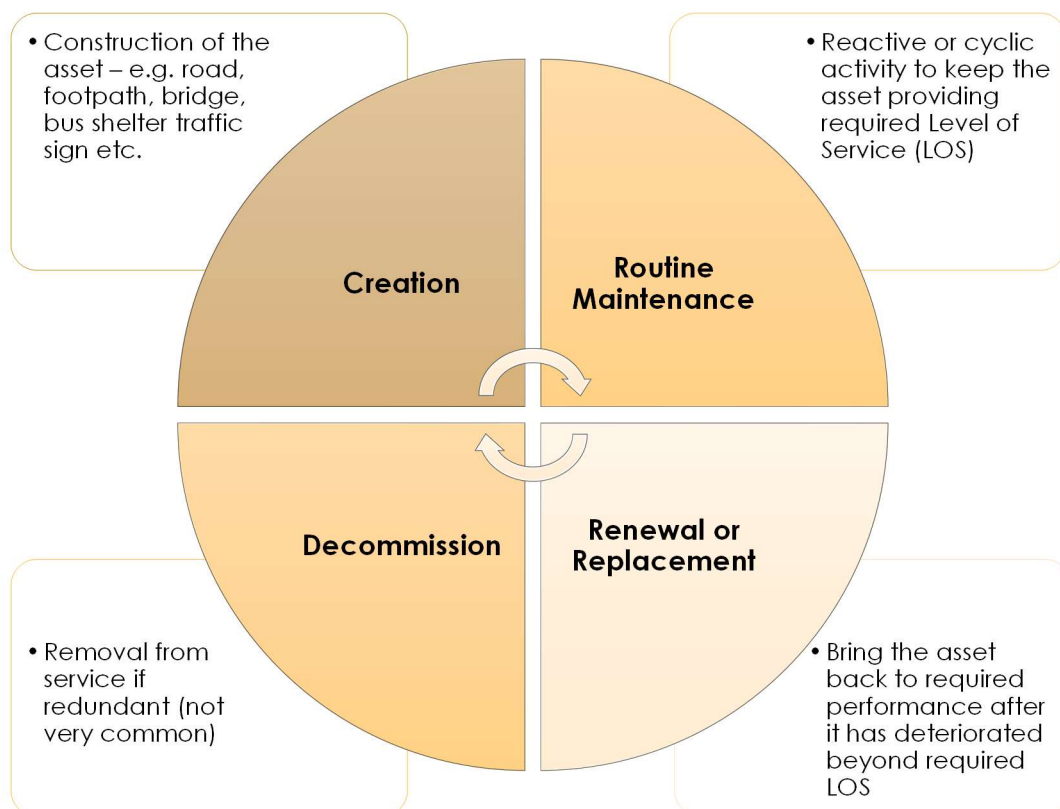 • Construction of the
asset – e.g. road,
footpath, bridge,
bus shelter traffic
sign etc.
• Reactive or cyclic
activity to keep the
asset providing
required Level of
Service (LOS)
Creation
Routine
Maintenance
Decommission
Renewal or
Replacement
• Removal from
service if
redundant (not
very common)
• Bring the asset
back to required
performance after
it has deteriorated
beyond required
LOS